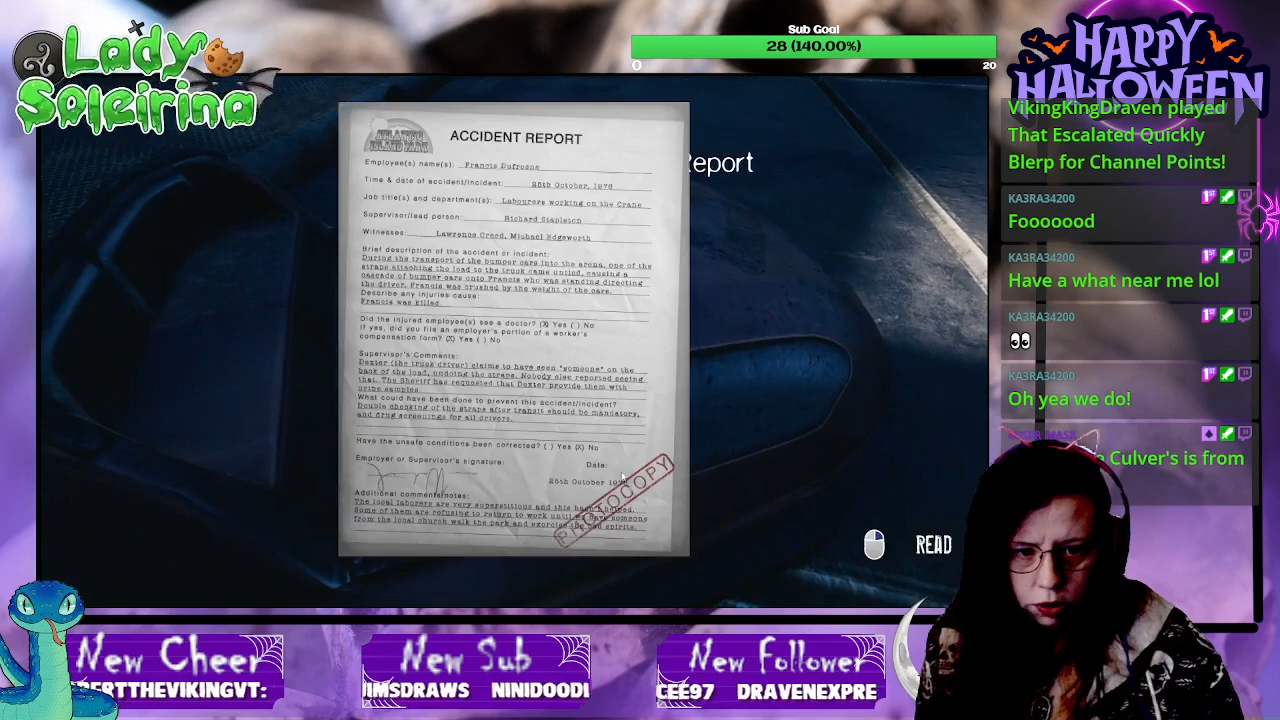 Lady
Soleirina
Sub Goal
28 (140.00%)
0
20
HAPPY
HALLOWEEN
VikingKingDraven played
That Escalated Quickly
Blerp for Channel Points!
KA3RA34200
Foooood
KA3RA34200
Have a what near me lol
KA3RA34200
KA3RA34200
Oh yea we do!
Culver's is from
Report
ISLAND PARK
ACCIDENT REPORT
Employee(s) name(s): Francis Dufresne
Time & date of accident/incident: 25th October, 1978
Job title(s) and department(s): Labourers working on the Crane
Supervisor/lead person: Richard Stapleton
Witnesses: Lawrence Creed, Michael Edgeworth
Brief description of the accident or incident:
During the transport of the bumper cars into the arena, one of the
straps attaching the load to the truck came untied, causing a
cascade of bumper cars onto Francis who was standing directing
the driver. Francis was crushed by the weight of the cars.
Describe any injuries cause:
Francis was killed
Did the injured employee(s) see a doctor? (X) Yes ( ) No
If yes, did you file an employer's portion of a worker's
compensation form? (X) Yes ( ) No
Supervisor's Comments:
Dexter (the truck driver) claims to have seen "someone" on the
back of the load, undoing the straps. Nobody else reported seeing
that. The Sheriff has requested that Dexter provide them with
urine samples.
What could have been done to prevent this accident/incident?
Double checking of the straps after transit should be mandatory,
and drug screenings for all drivers.
Have the unsafe conditions been corrected? ( ) Yes (X) No
Employer or Supervisor's signature:
Date:
25th October
Additional comments/notes:
The local laborers are very superstitious and this hasn't helped.
Some of them are refusing to return to work until we have someone
from the local church walk the park and exorcise the bad spirits.
READ
New Cheer
BERTTHEVIKINGVT:
New Sub
JIMSDRAWS NINIDOODL
New Follower
CEE97 DRAVENEXPRE